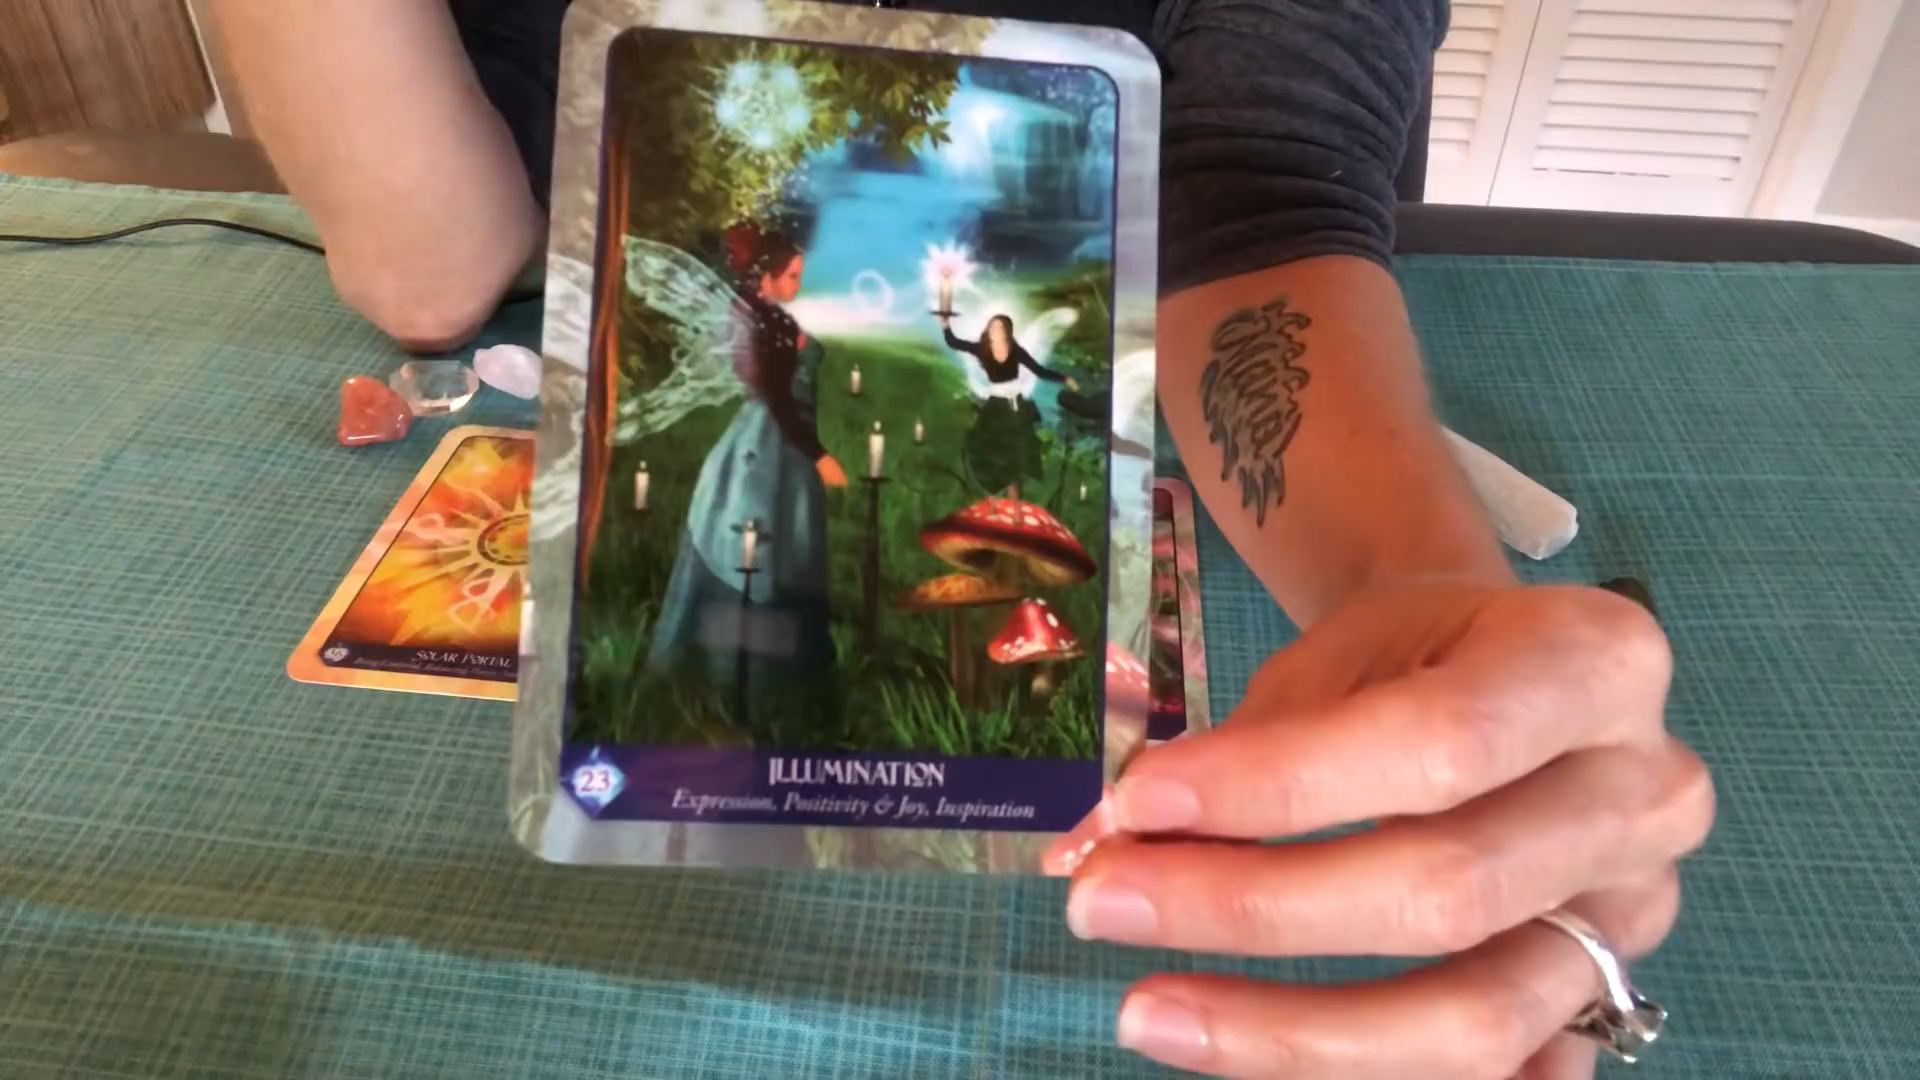 23
ILLUMINATION
Expression, Positivity & Joy, Inspiration
SOLAR PORTAL